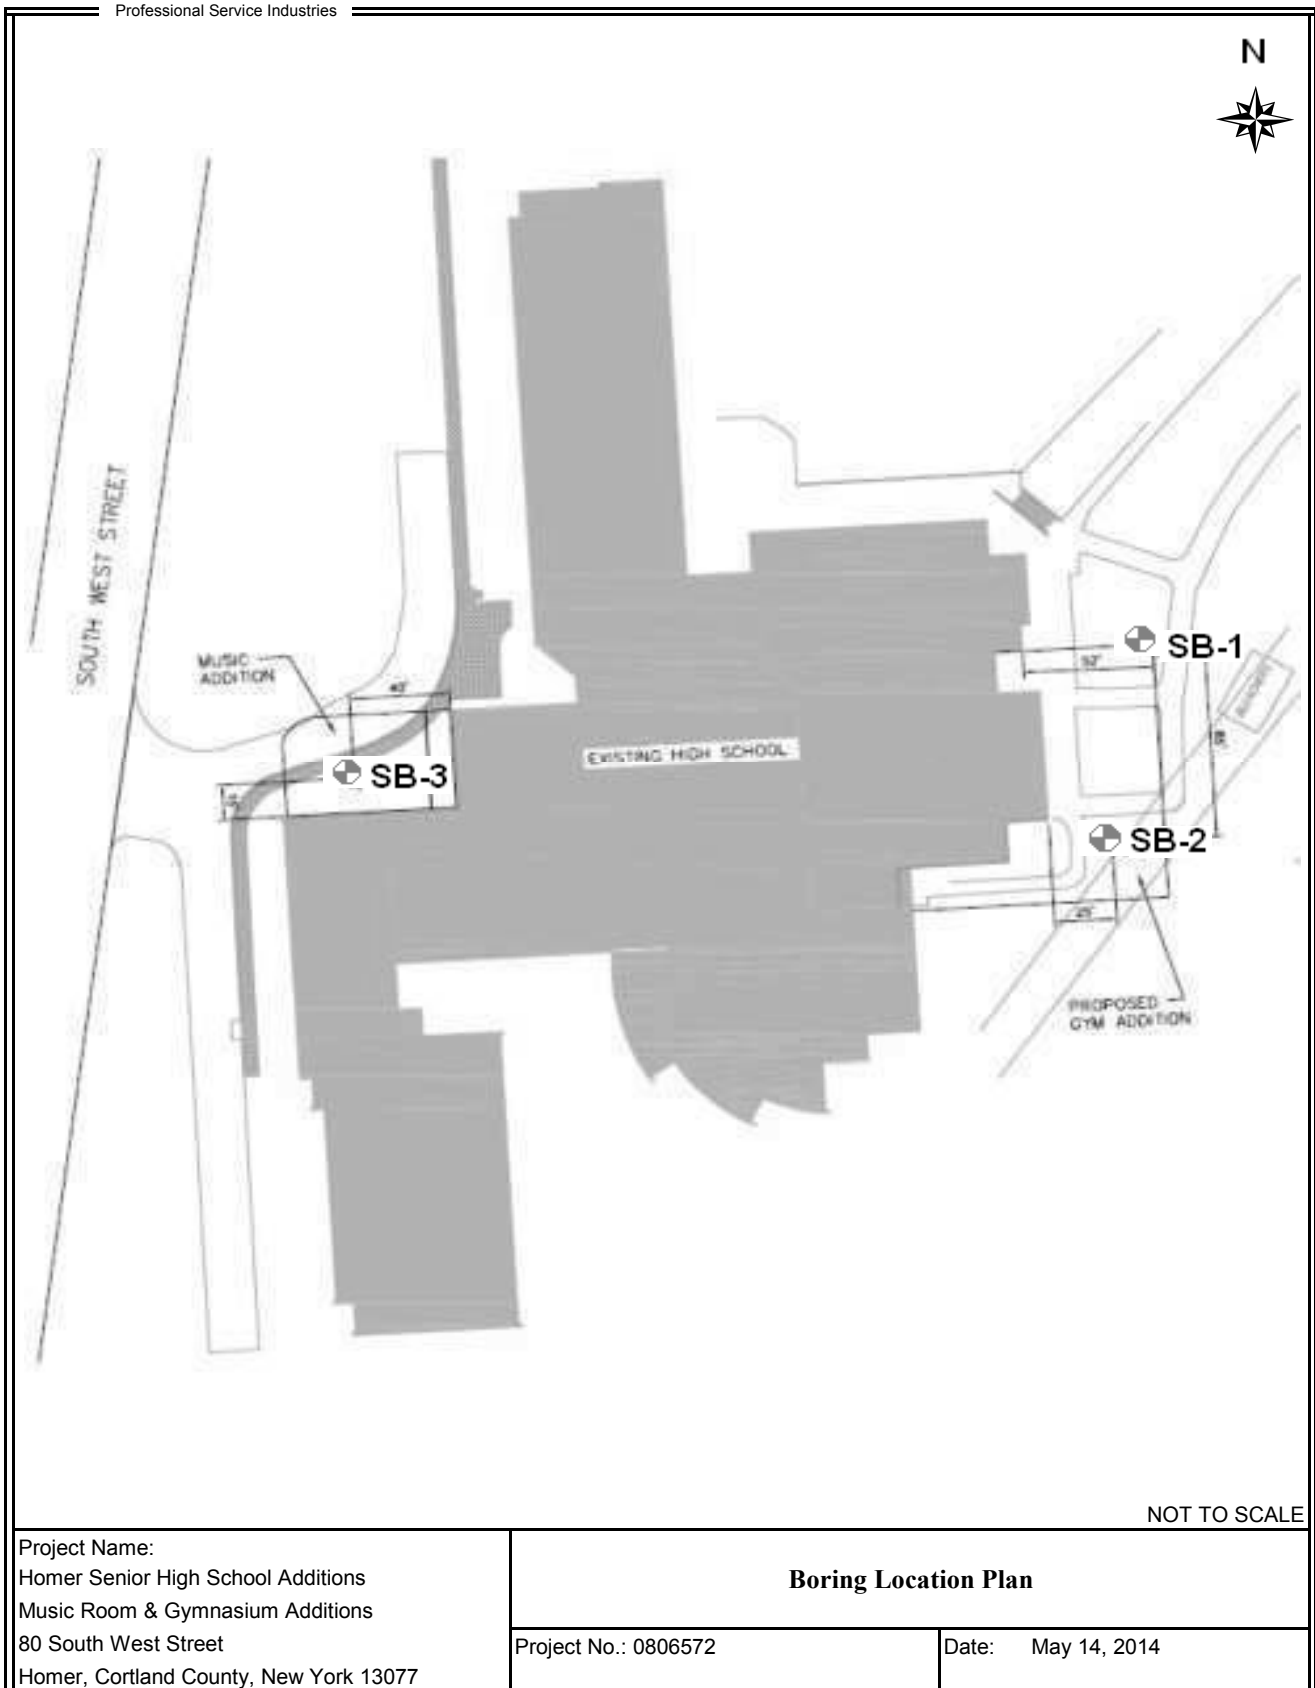 Professional Service Industries
N
SOUTH WEST STREET
MUSIC
ADDITION
SB-3
EXISTING HIGH SCHOOL
SB-1
SB-2
PROPOSED
GYM ADDITION
NOT TO SCALE
Project Name:
Homer Senior High School Additions
Music Room & Gymnasium Additions
80 South West Street
Homer, Cortland County, New York 13077
Boring Location Plan
Project No.: 0806572
Date: May 14, 2014